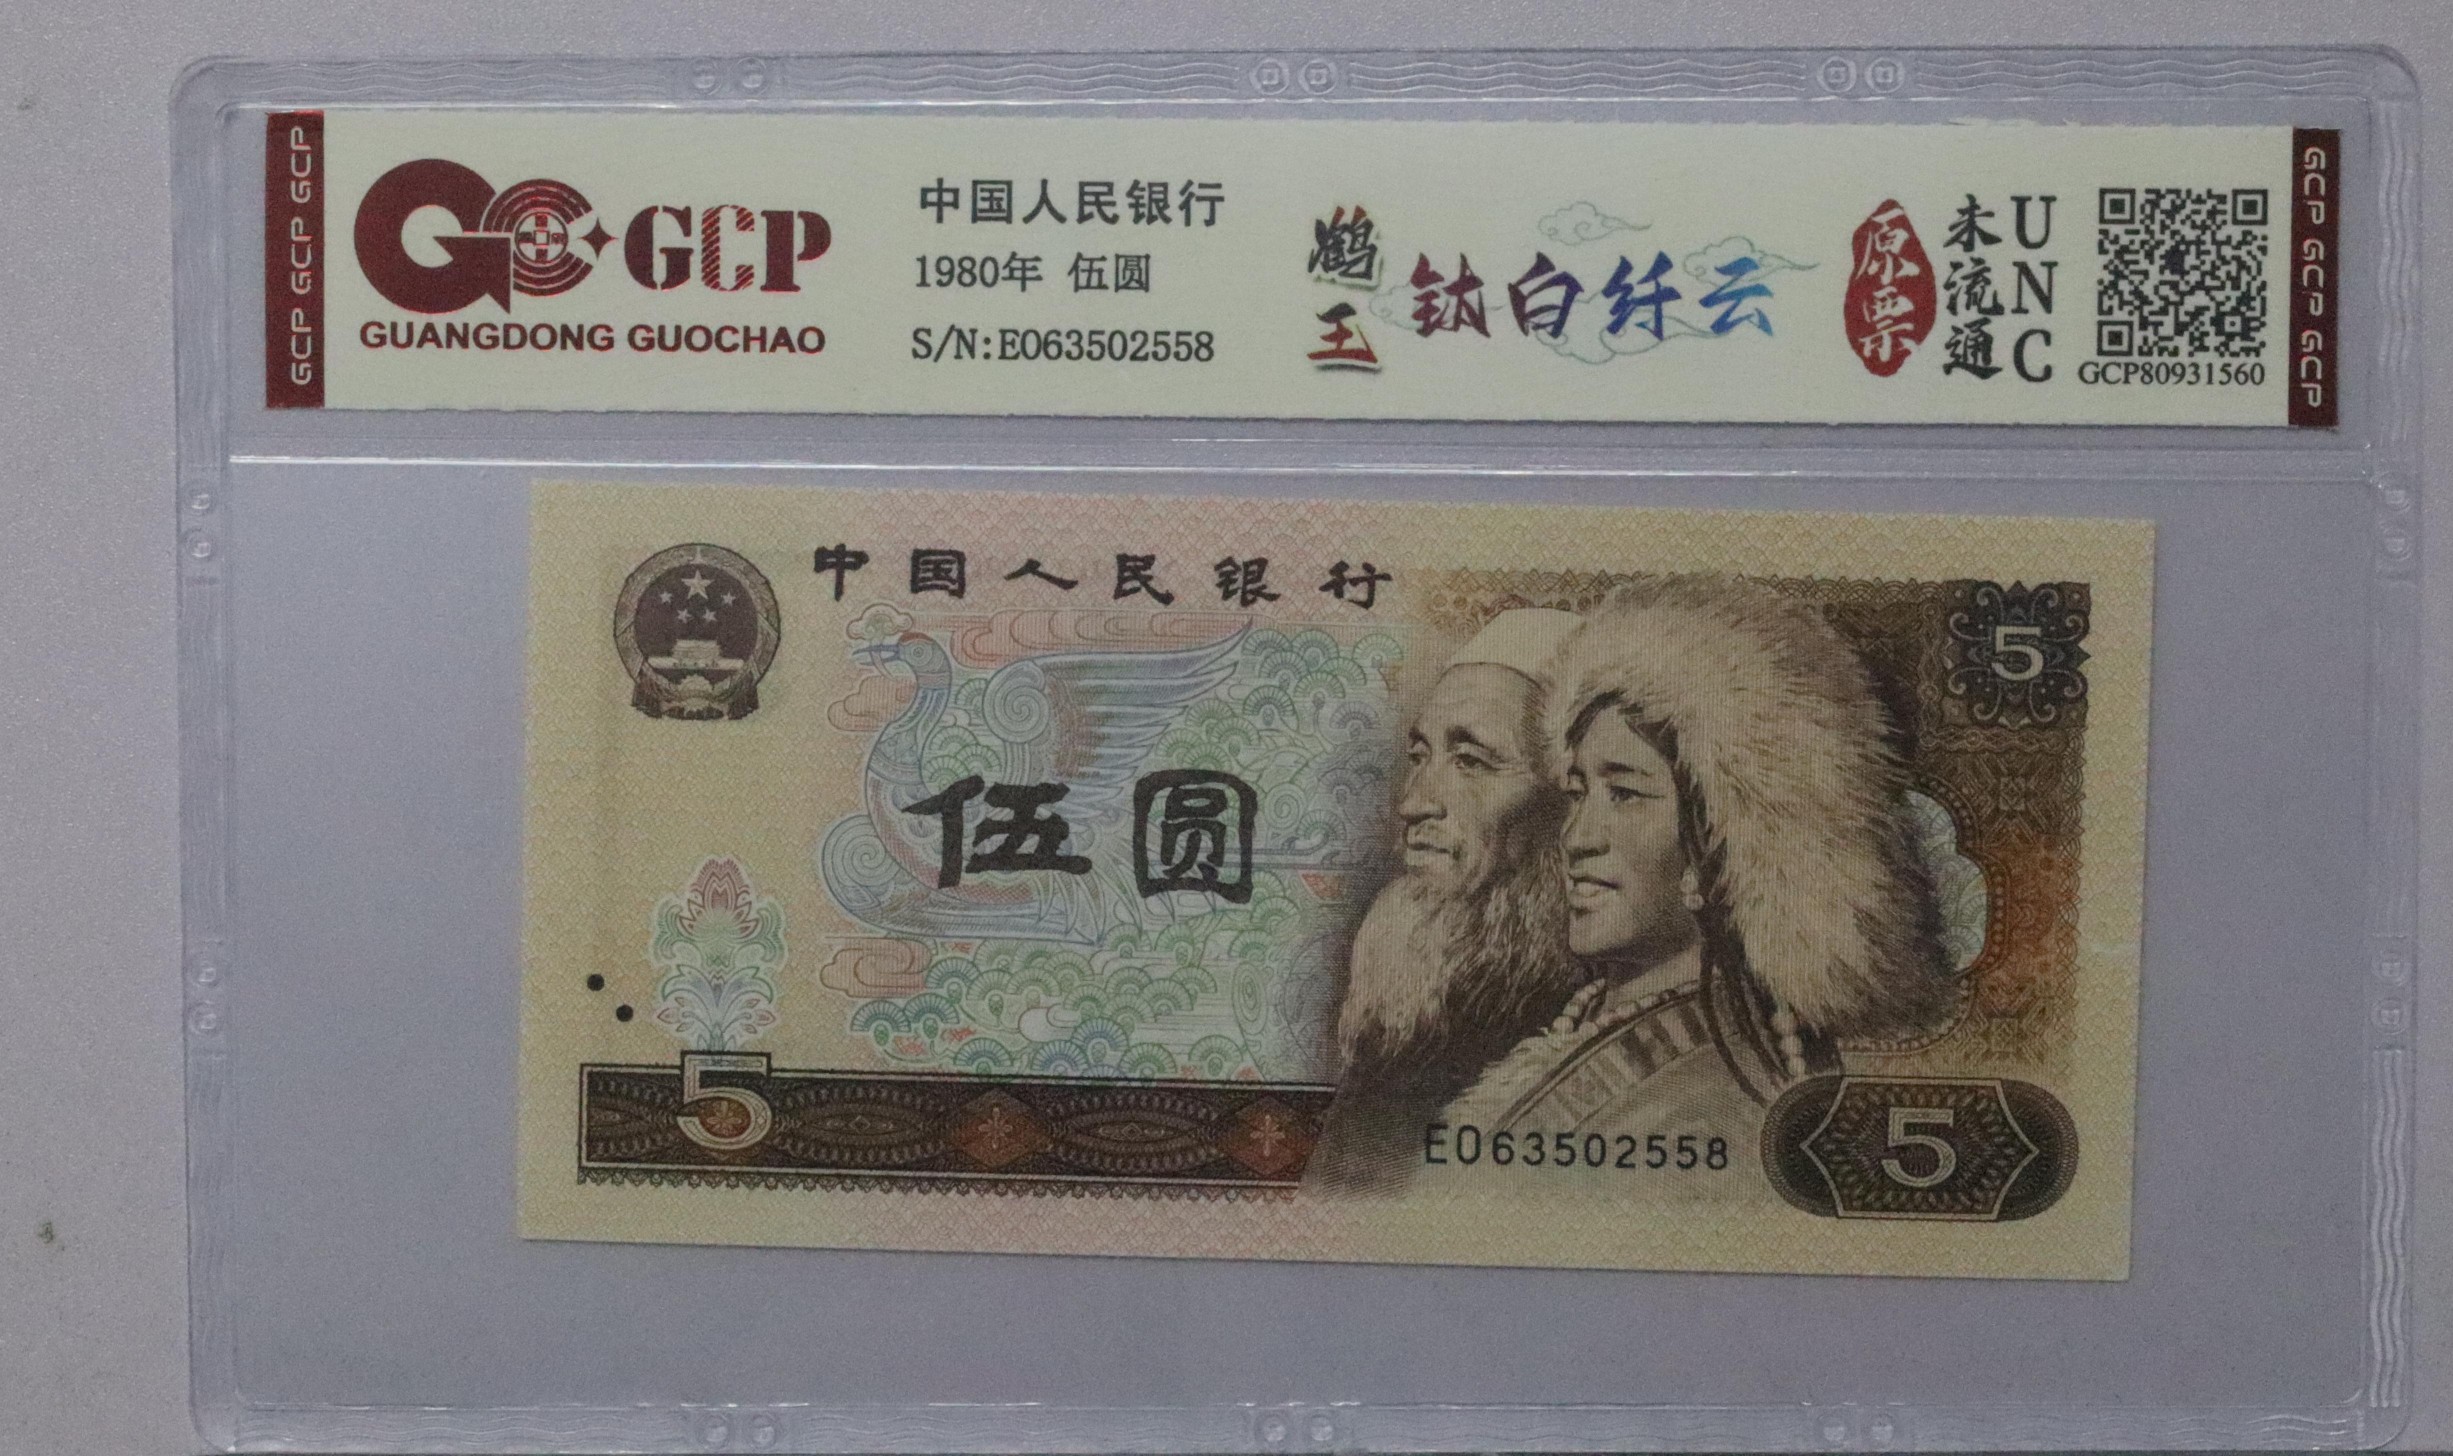 GCP GCP GCP
GCP
GUANGDONG GUOCHAO
中国人民银行
1980年 伍圆
S/N:EO63502558
鹤王
钛白纤云
原票
未流通
UNC
GCP80931560
GCP GCP GCP
中国人民银行
5
伍圆
5
EO63502558
5